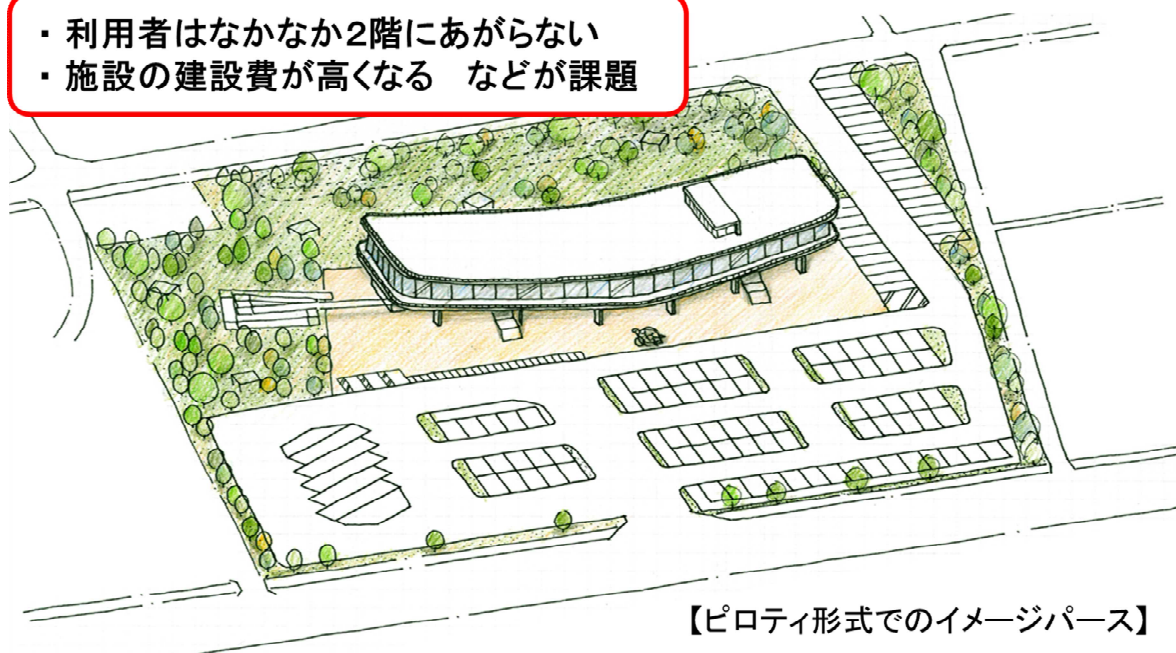 ・ 利用者はなかなか２階にあがらない
・ 施設の建設費が高くなる　などが課題
【ピロティ形式でのイメージパース】